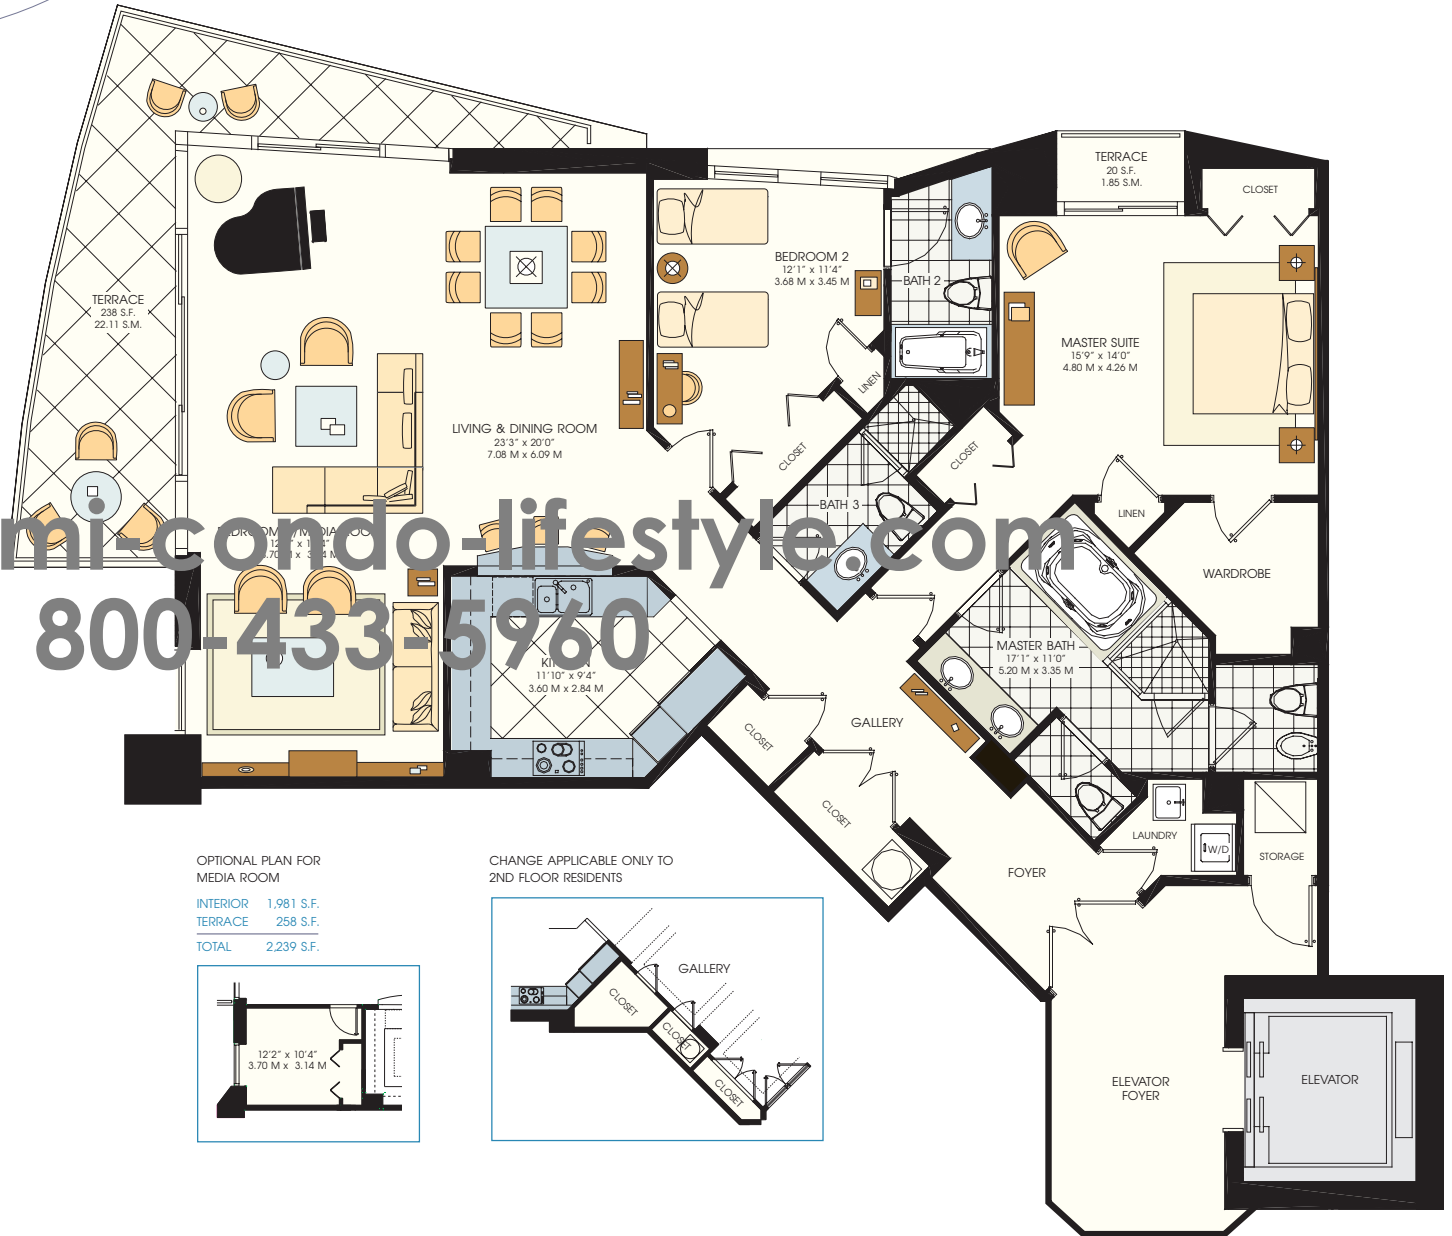 TERRACE
20 S.F.
1.85 S.M.
CLOSET
BEDROOM 2
12'1" x 11'4"
3.68 M x 3.45 M
BATH 2
TERRACE
238 S.F.
22.11 S.M.
MASTER SUITE
15'9" x 14'0"
4.80 M x 4.26 M
LINEN
LIVING & DINING ROOM
23'3" x 20'0"
7.08 M x 6.09 M
CLOSET
CLOSET
BATH 3
LINEN
mi-condo-lifestyle.com
WARDROBE
800-433-5960
MASTER BATH
17'1" x 11'0"
5.20 M x 3.35 M
11'10" x 9'4"
3.60 M x 2.84 M
GALLERY
CLOSET
CLOSET
LAUNDRY
W/D
STORAGE
FOYER
OPTIONAL PLAN FOR
MEDIA ROOM
INTERIOR 1,981 S.F.
TERRACE 258 S.F.
TOTAL 2,239 S.F.
12'2" x 10'4"
3.70 M x 3.14 M
CHANGE APPLICABLE ONLY TO
2ND FLOOR RESIDENTS
GALLERY
CLOSET
CLOSET
CLOSET
ELEVATOR
FOYER
ELEVATOR